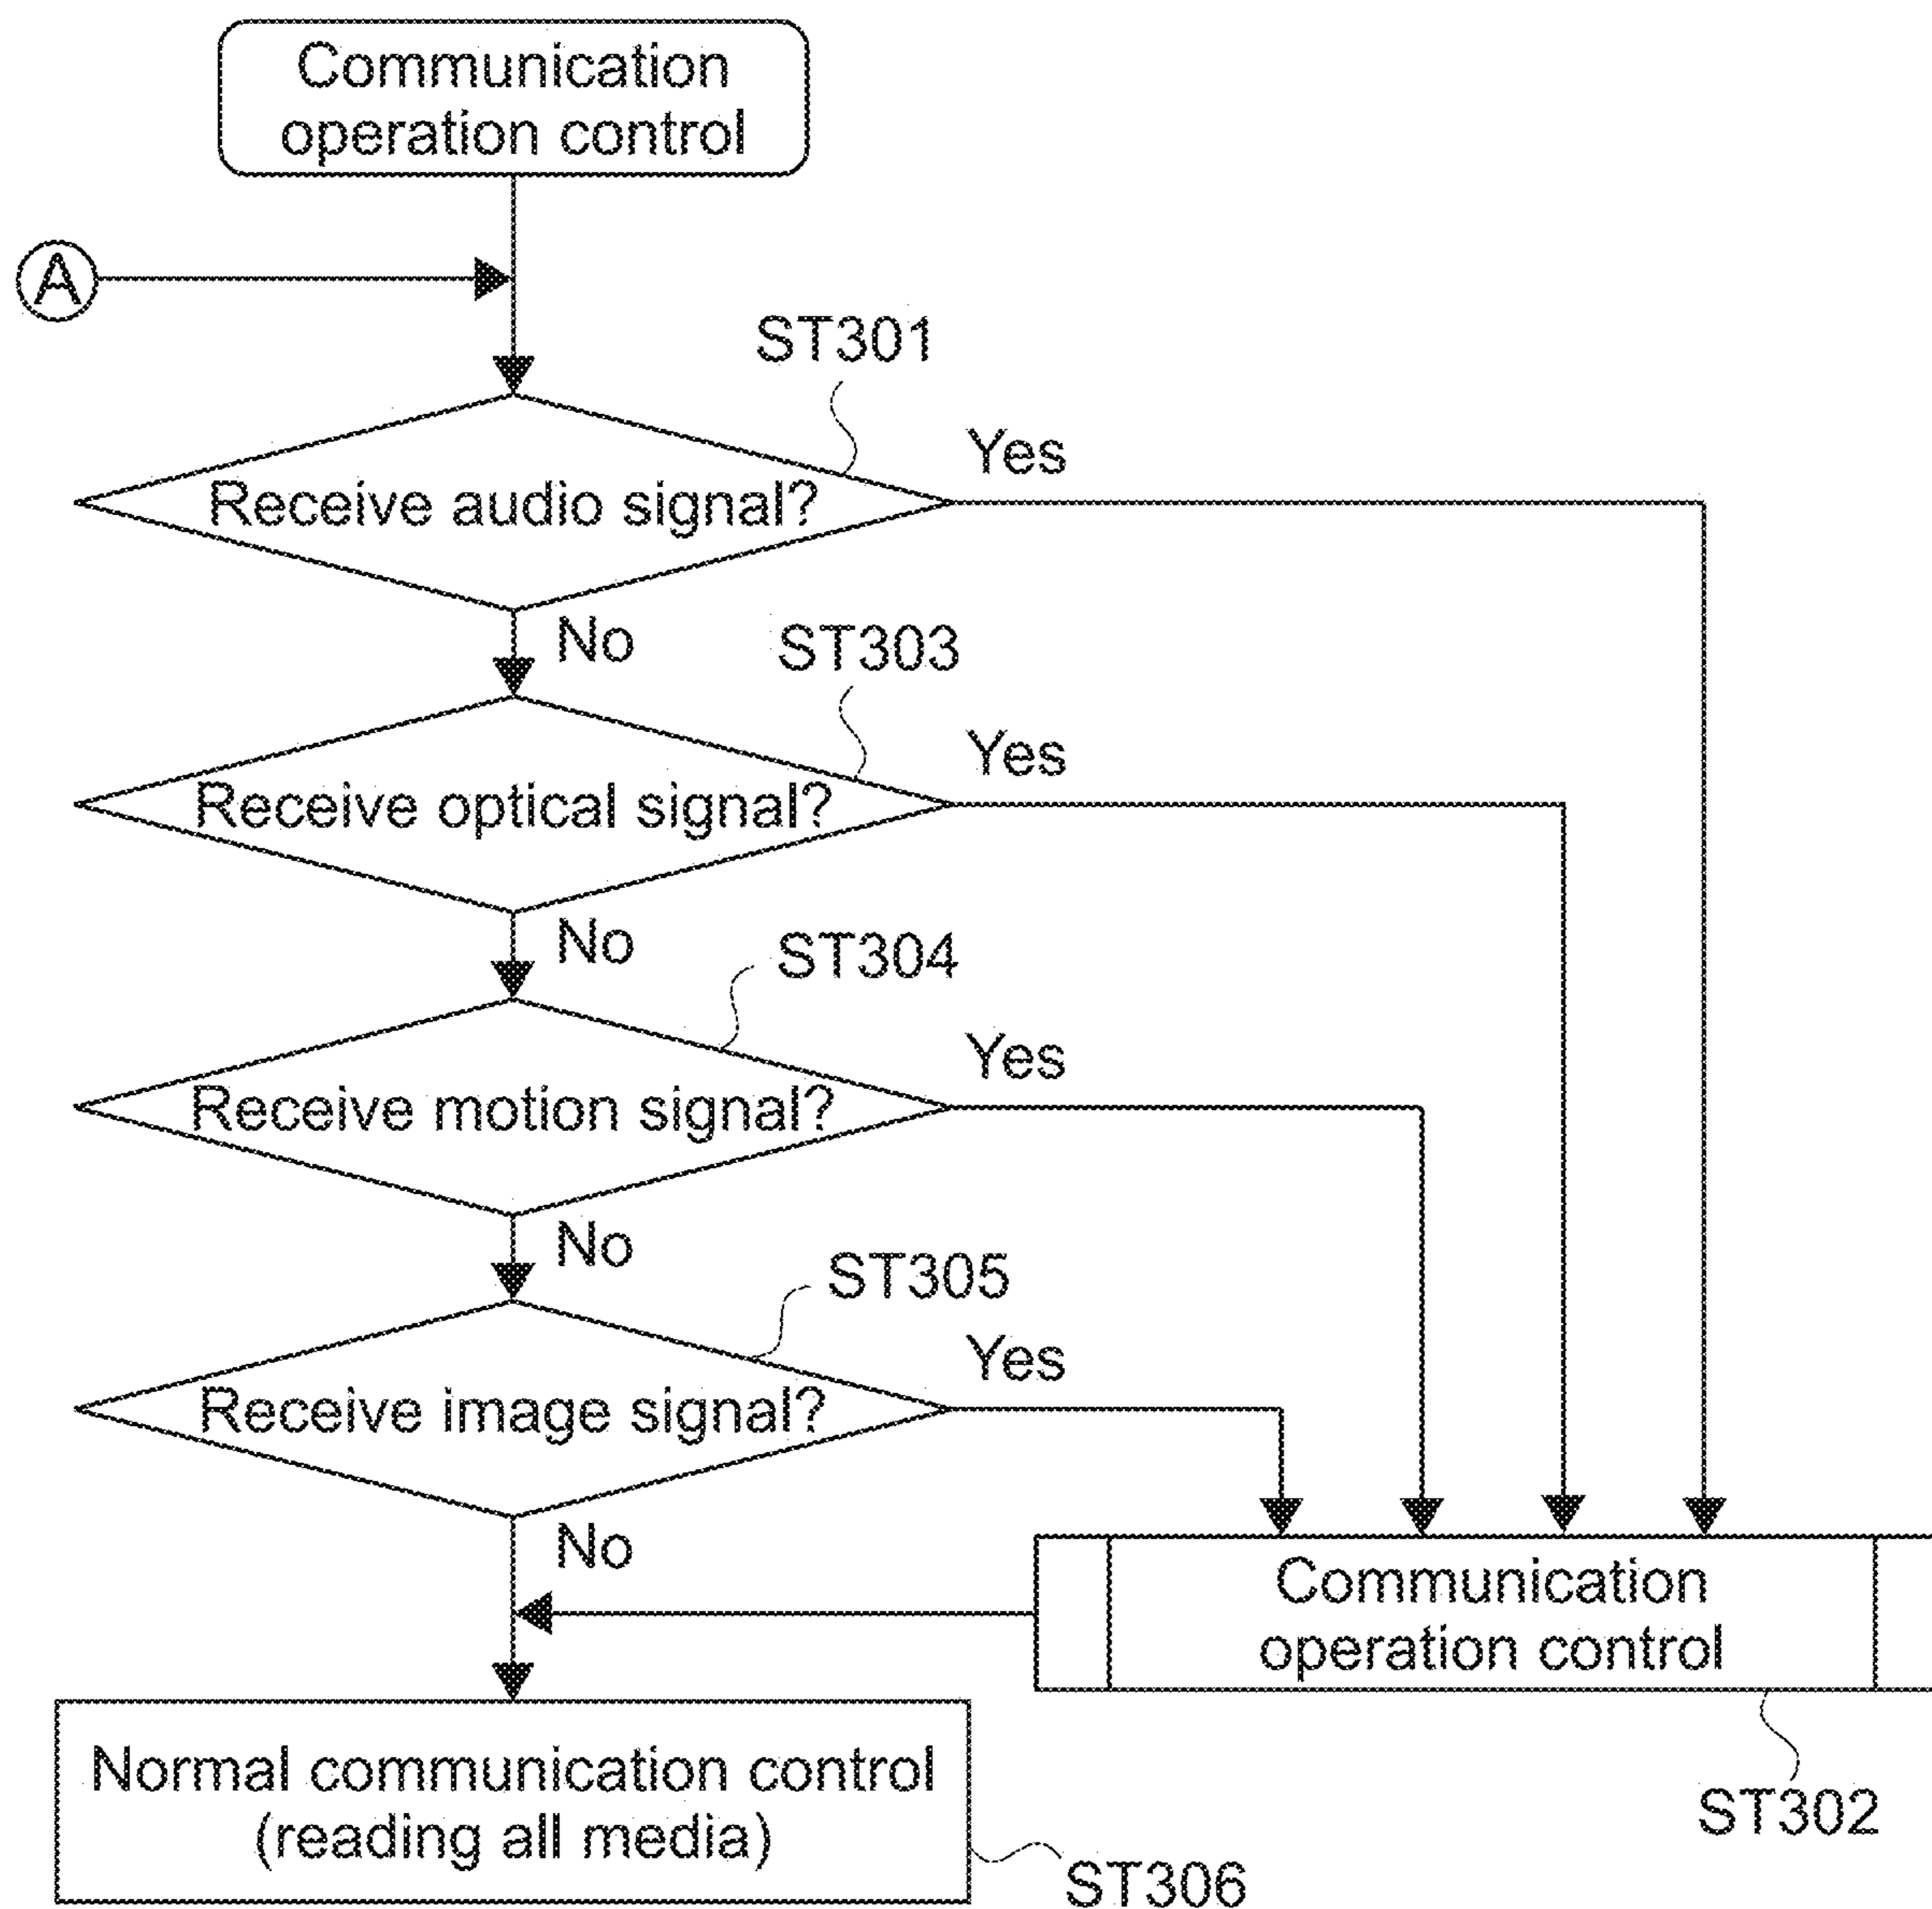 Communication
operation control
A
ST301
Yes
Receive audio signal?
No
ST303
Yes
Receive optical signal?
No
ST304
Yes
Receive motion signal?
No
ST305
Yes
Receive image signal?
No
Communication
operation control
Normal communication control
(reading all media)
ST302
ST306